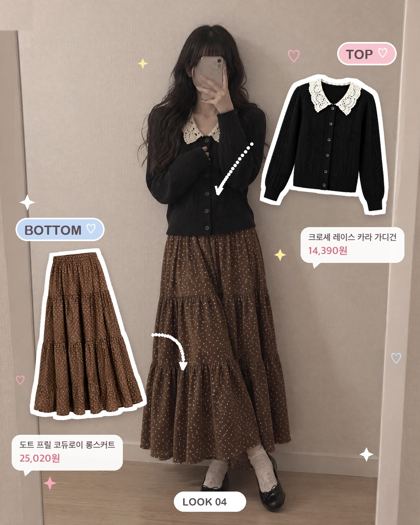 TOP ♡
크로셰 레이스 카라 가디건
14,390원
BOTTOM ♡
도트 프릴 코듀로이 롱스커트
25,020원
LOOK 04